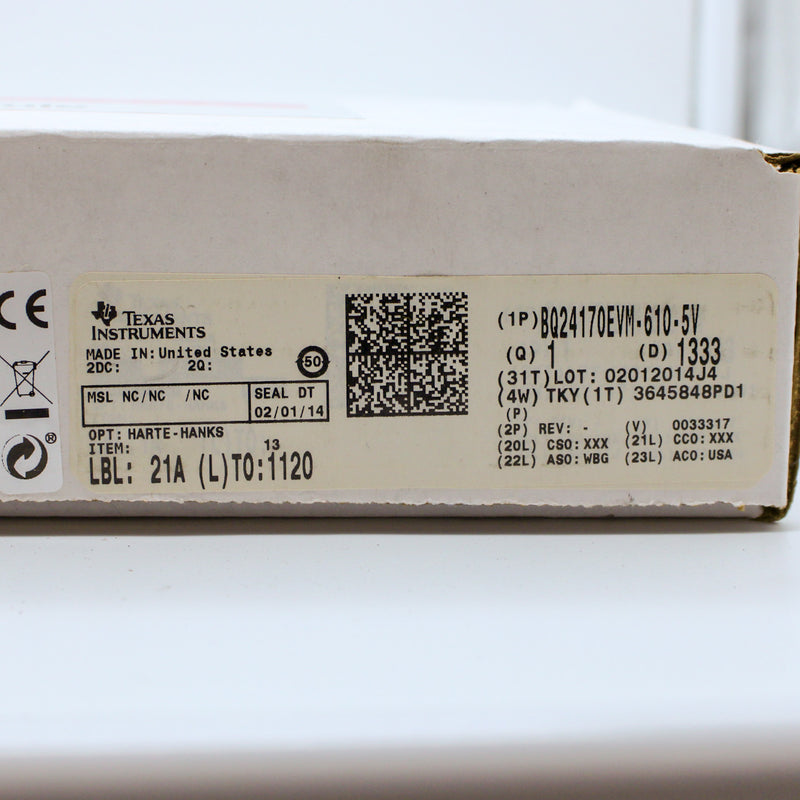 CE
TEXAS
INSTRUMENTS
MADE IN: United States
2DC: 2Q:
50
MSL NC/NC /NC
SEAL DT
02/01/14
OPT: HARTE-HANKS
ITEM: 13
LBL: 21A (L)TO:1120
(1P) BQ24170EVM-610-5V
(Q) 1 (D) 1333
(31T)LOT: 02012014J4
(4W) TKY(1T) 3645848PD1
(P)
(2P) REV: - (V) 0033317
(20L) CSO: XXX (21L) CCO: XXX
(22L) ASO: WBG (23L) ACO: USA
®